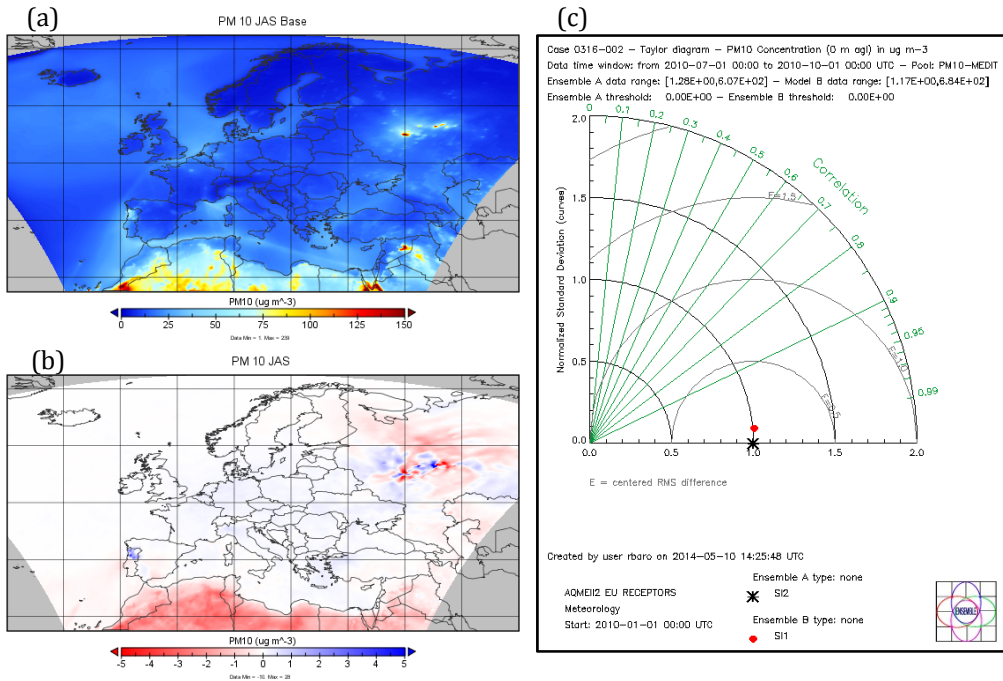 (a)
PM 10 JAS Base
PM10 (ug m^-3)
0 25 50 75 100 125 150
Data Min = 1, Max = 239
(b)
PM 10 JAS
PM10 (ug m^-3)
-5 -4 -3 -2 -1 0 1 2 3 4 5
(c)
Case 0316-002 - Taylor diagram - PM10 Concentration (0 m agl) in ug m-3
Data time window: from 2010-07-01 00:00 to 2010-10-01 00:00 UTC - Pool: PM10-MEDIT
Ensemble A data range: [1.28E+00,6.07E+02] - Model B data range: [1.17E+00,6.84E+02]
Ensemble A threshold: 0.00E+00 - Ensemble B threshold: 0.00E+00
0 0.1 0.2 0.3 0.4 0.5 0.6 0.7 0.8 0.9 0.95 0.99
Correlation
Normalized Standard Deviation (curves)
2.0
1.5
1.0
0.5
0.0
E=1.5
E=1.0
E=0.5
0.0 0.5 1.0 1.5 2.0
E = centered RMS difference
Created by user rbaro on 2014-05-10 14:25:48 UTC
AQMEII2 EU RECEPTORS
Meteorology
Start: 2010-01-01 00:00 UTC
Ensemble A type: none
SI2
Ensemble B type: none
SI1
ENSEMBLE